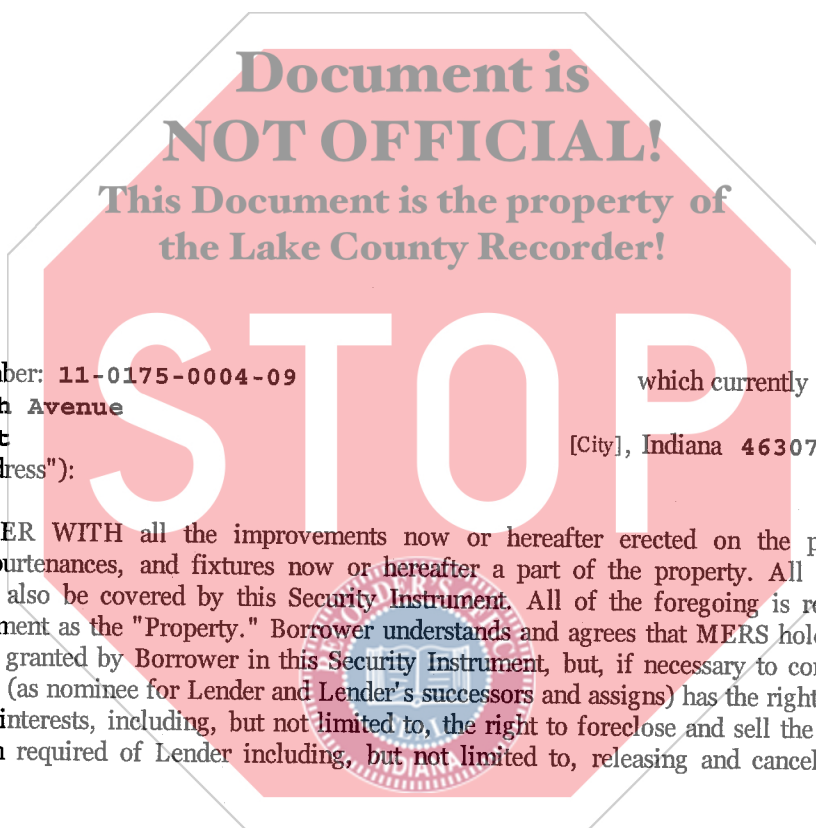 Document is
NOT OFFICIAL!
This Document is the property of
the Lake County Recorder!
STOP
ber: 11-0175-0004-09 which currently
h Avenue
t [City], Indiana 46307
dress"):
ER WITH all the improvements now or hereafter erected on the p
purtenances, and fixtures now or hereafter a part of the property. All
also be covered by this Security Instrument. All of the foregoing is re
ment as the "Property." Borrower understands and agrees that MERS hol
granted by Borrower in this Security Instrument, but, if necessary to co
(as nominee for Lender and Lender's successors and assigns) has the right
interests, including, but not limited to, the right to foreclose and sell the
n required of Lender including, but not limited to, releasing and cancel
SEAL
INDIANA